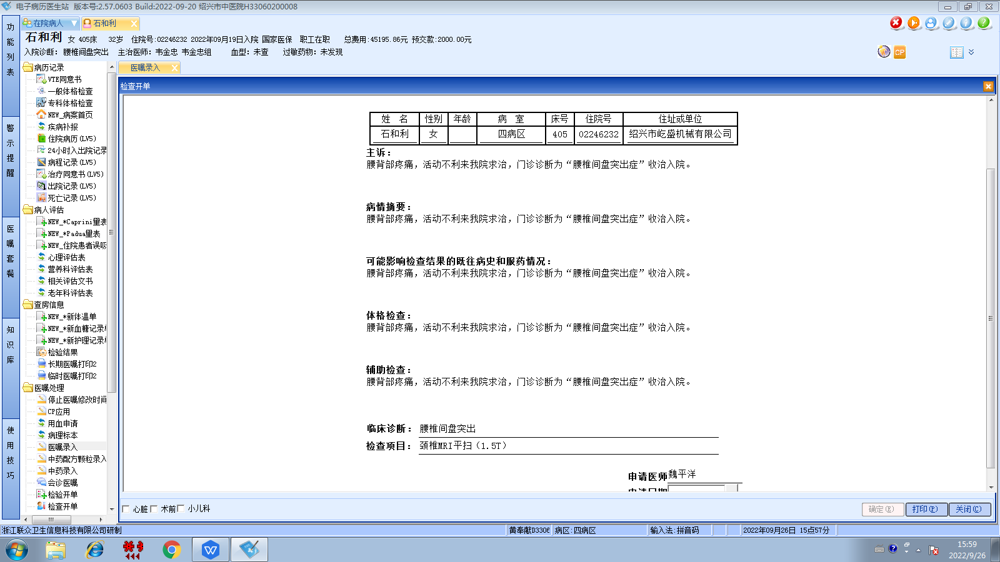 电子病历医生站 版本号:2.57.0603 Build:2022-09-20 绍兴市中医院H33060200008
在院病人
石和利
石和利 女 405床 32岁 住院号:02246232 2022年09月19日入院 国家医保 职工在职 总费用:45195.86元 预交款:2000.00元
入院诊断：腰椎间盘突出 主治医师：韦金忠 韦金忠组 血型：未查 过敏药物：未发现
CP
功能列表
警示提醒
医嘱套餐
知识库
使用技巧
病历记录
VTE同意书
一般体格检查
专科体格检查
NEW_病案首页
疾病补报
住院病历(LV5)
24小时入出院记录
病程记录(LV5)
治疗同意书(LV5)
出院记录(LV5)
死亡记录(LV5)
病人评估
NEW_*Caprini量表
NEW_*Padua量表
NEW_住院患者误吸
心理评估表
营养科评估表
相关评估文书
老年科评估表
查房信息
NEW_*新体温单
NEW_*新血糖记录单
NEW_*新护理记录单
检验结果
长期医嘱打印2
临时医嘱打印2
医嘱处理
停止医嘱修改时间
CP应用
用血申请
病理标本
医嘱录入
中药配方颗粒录入
中药录入
会诊医嘱
检验开单
检查开单
医嘱录入
检查开单
姓 名 性别 年龄 病 室 床号 住院号 住址或单位
石和利 女 四病区 405 02246232 绍兴市屹盛机械有限公司
主诉：
腰背部疼痛，活动不利来我院求治，门诊诊断为“腰椎间盘突出症”收治入院。
病情摘要：
腰背部疼痛，活动不利来我院求治，门诊诊断为“腰椎间盘突出症”收治入院。
可能影响检查结果的既往病史和服药情况：
腰背部疼痛，活动不利来我院求治，门诊诊断为“腰椎间盘突出症”收治入院。
体格检查：
腰背部疼痛，活动不利来我院求治，门诊诊断为“腰椎间盘突出症”收治入院。
辅助检查：
腰背部疼痛，活动不利来我院求治，门诊诊断为“腰椎间盘突出症”收治入院。
临床诊断： 腰椎间盘突出
检查项目： 颈椎MRI平扫（1.5T）
申请医师 魏平洋
申请日期
心脏 术前 小儿科
确定(E) 打印(P) 关闭(C)
浙江联众卫生信息科技有限公司研制 黄奉献D3306 病区:四病区 输入法:拼音码 2022年09月26日 15点57分
15:59
2022/9/26